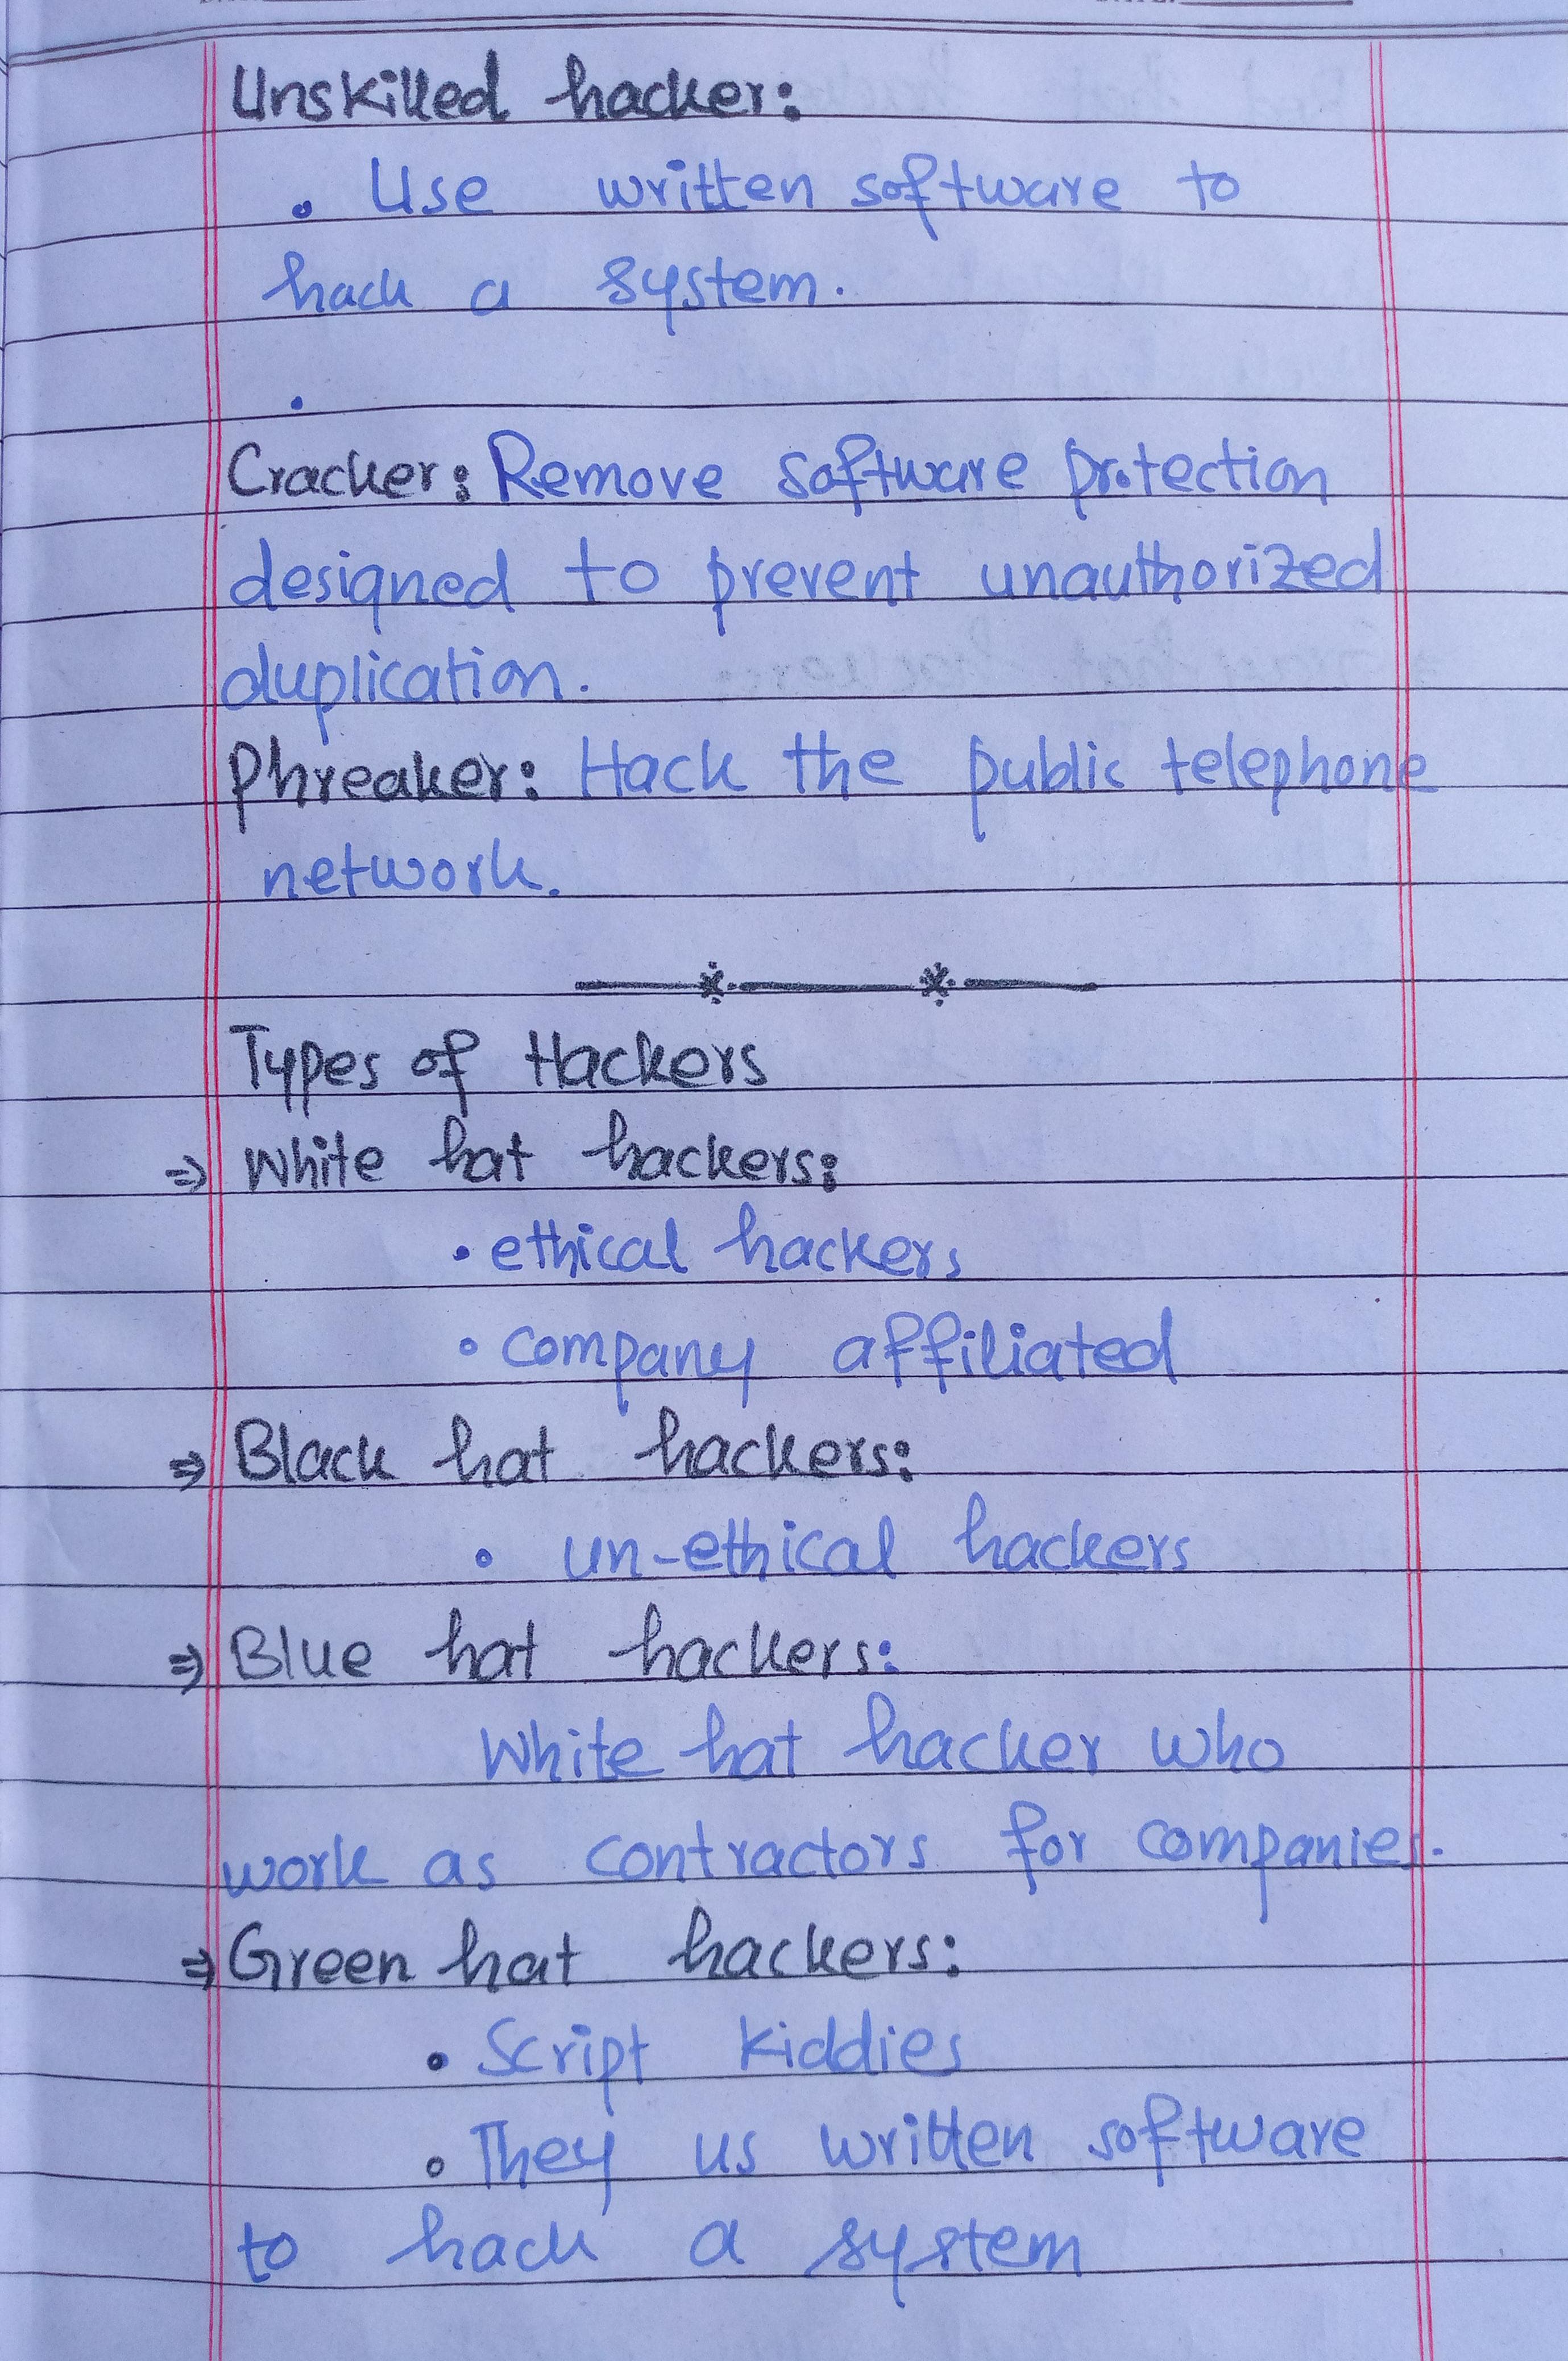 Unskilled hacker:
• Use written software to
hack a system.
•
Cracker: Remove software protection
designed to prevent unauthorized
duplication.
Phreaker: Hack the public telephone
network.
Types of Hackers
⇒ White hat hackers:
• ethical hackers
• company affiliated
⇒ Black hat hackers:
• un-ethical hackers
⇒ Blue hat hackers:
White hat hacker who
work as contractors for companies.
⇒ Green hat hackers:
• Script kiddies
• They us written software
to hack a system